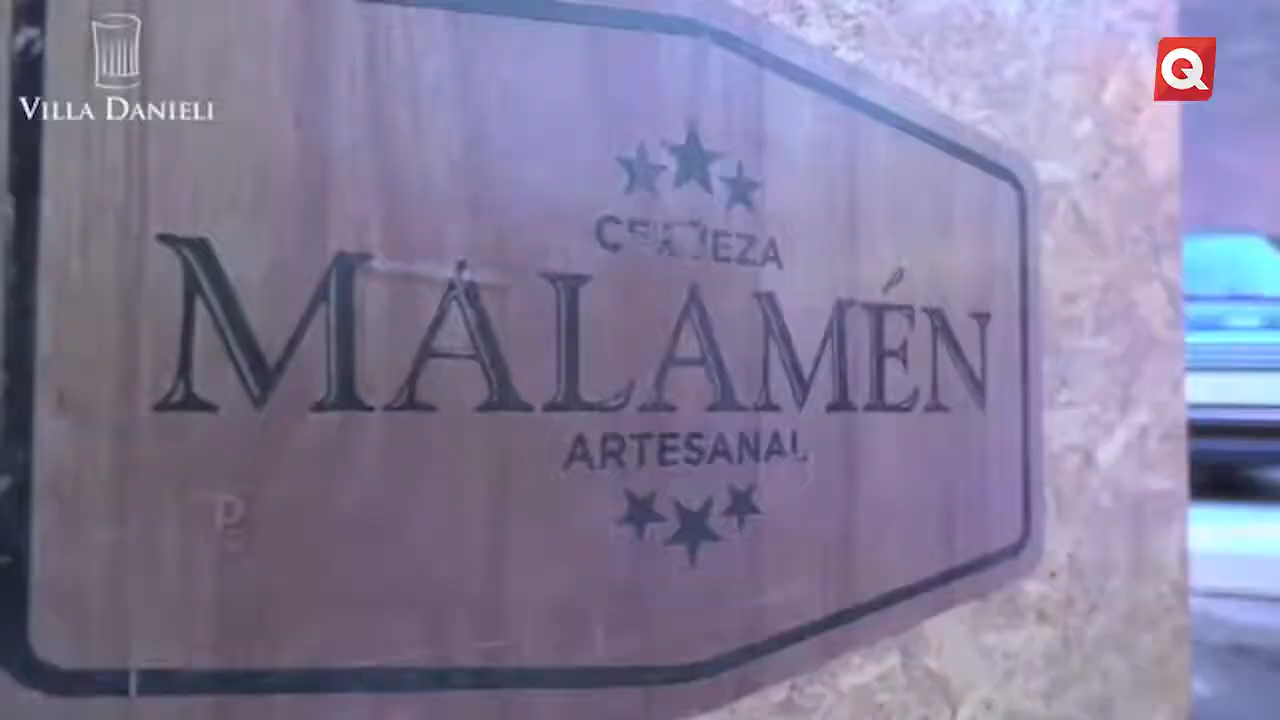 VILLA DANIELI
Q
CERVEZA
MALAMÉN
ARTESANAL
P